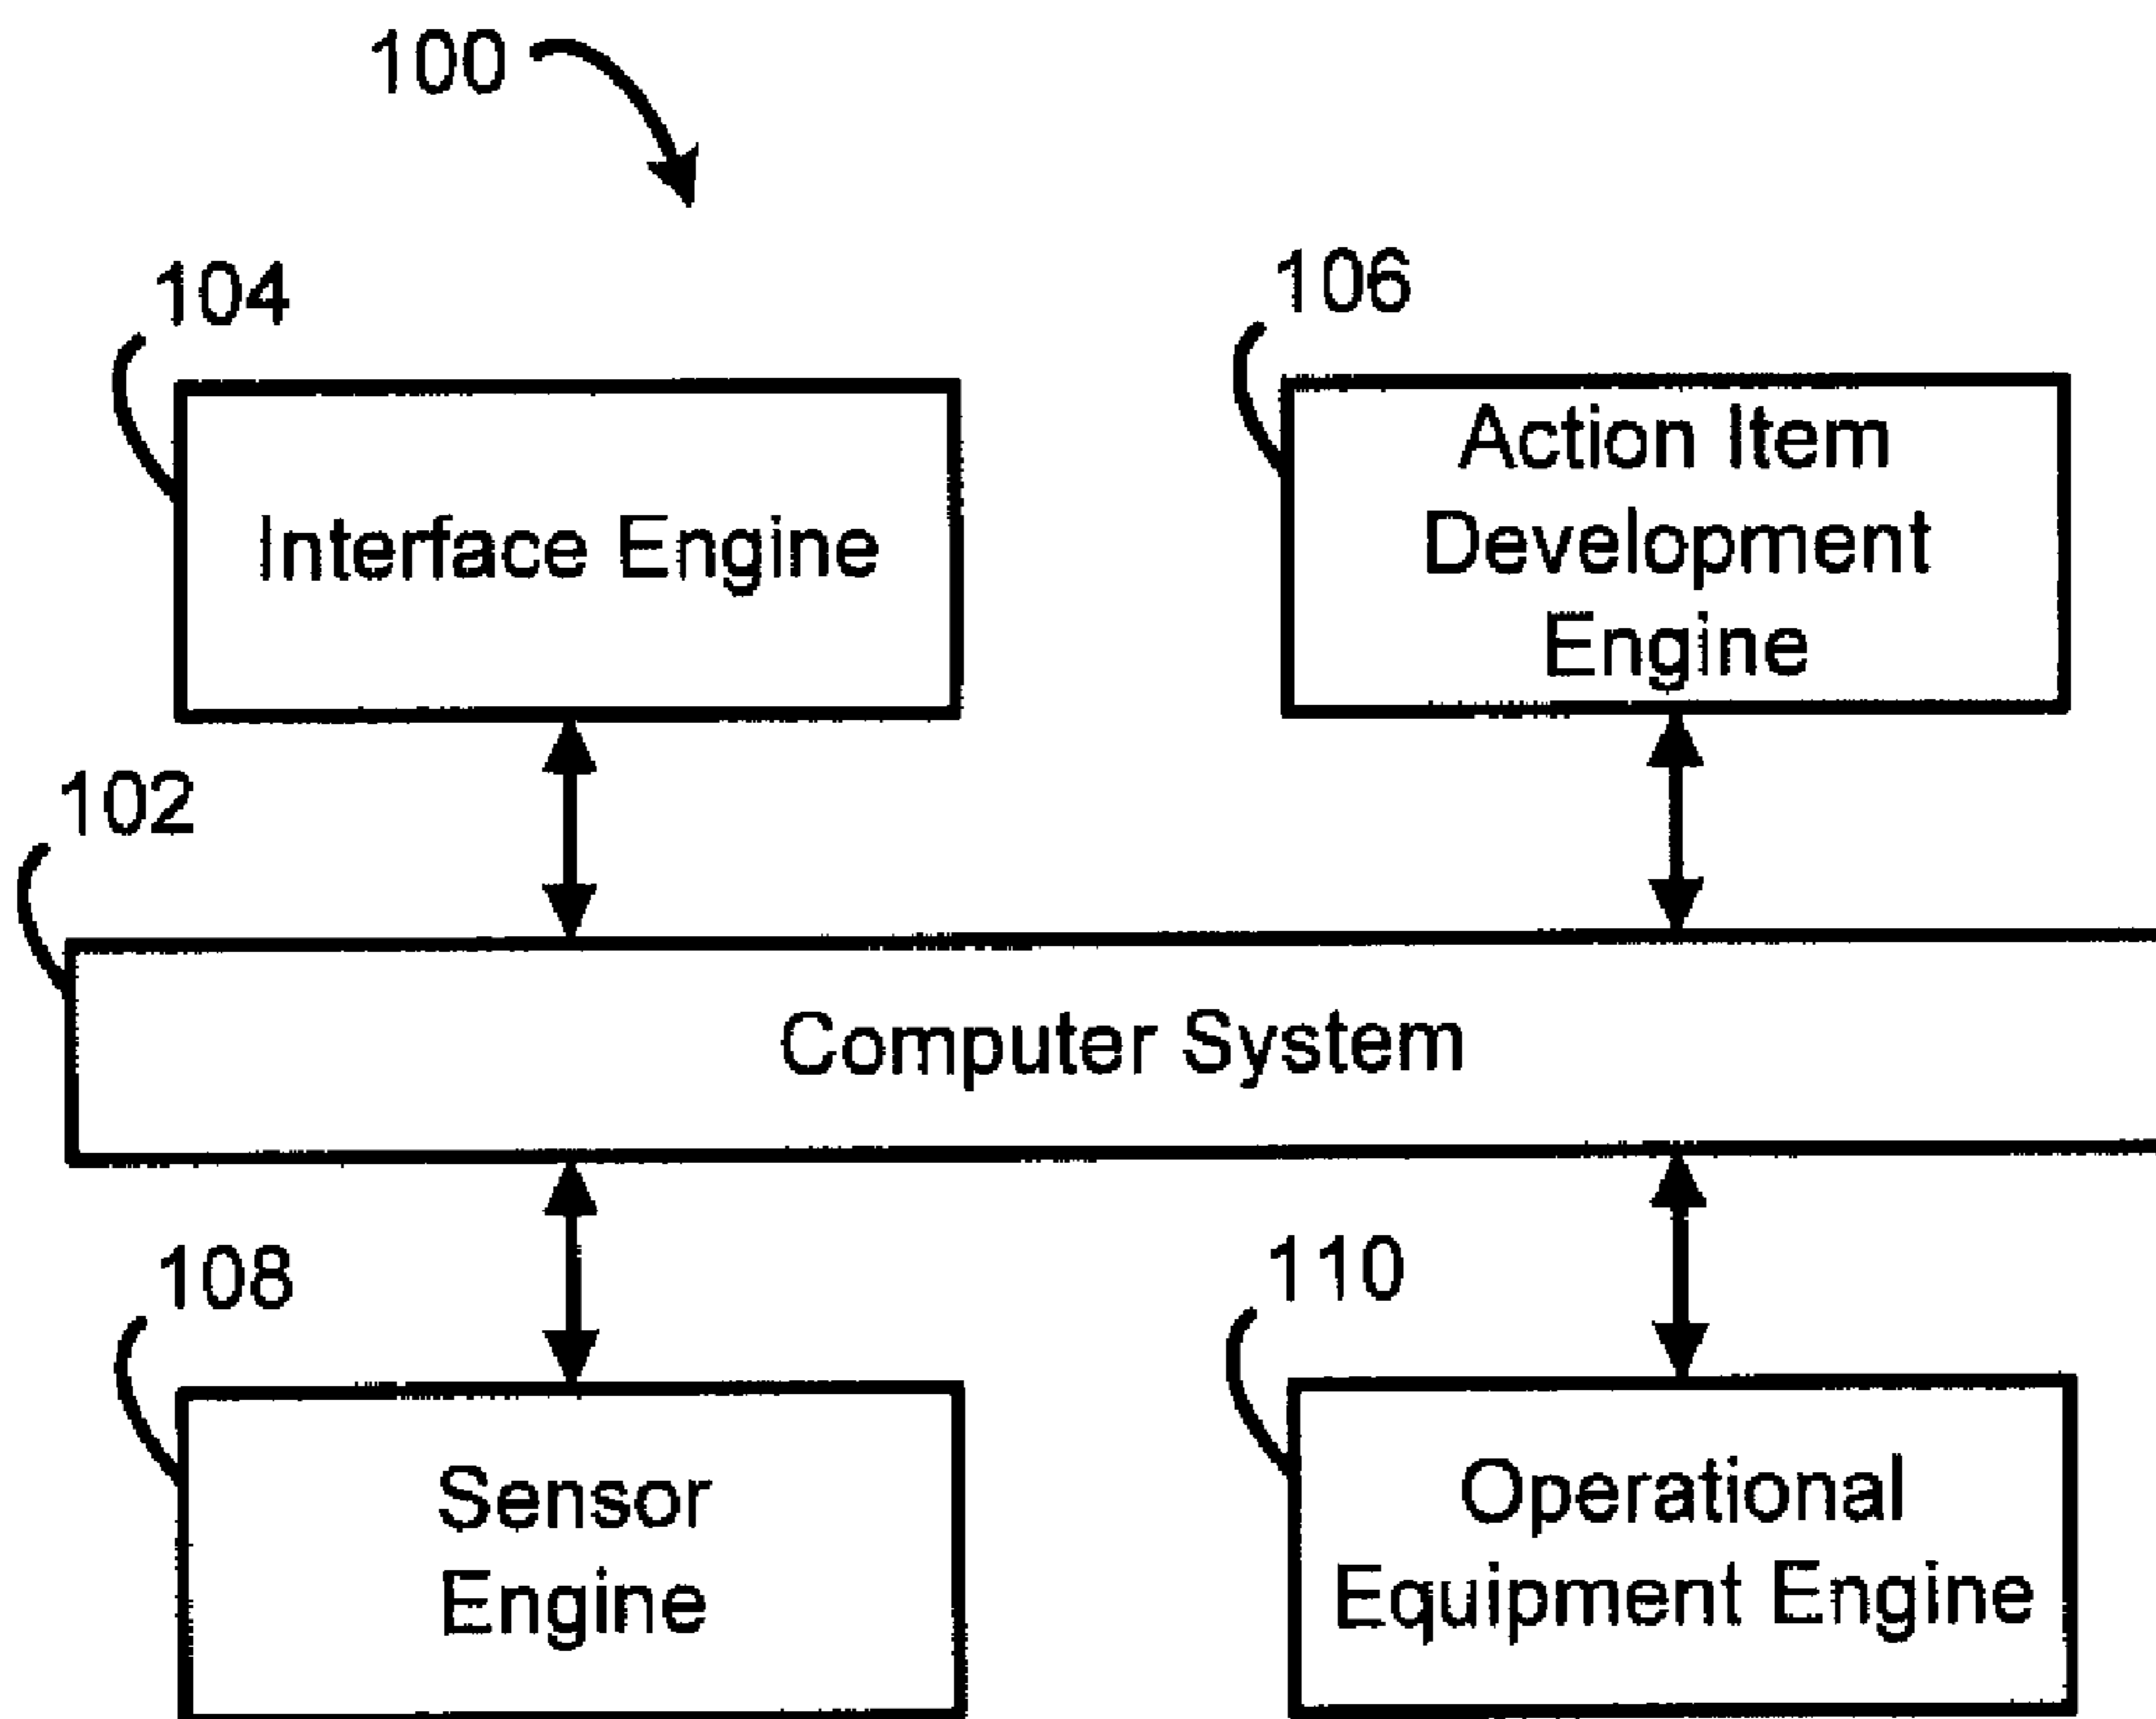 100
104
106
Interface Engine
Action Item
Development
Engine
102
Computer System
108
110
Sensor
Engine
Operational
Equipment Engine